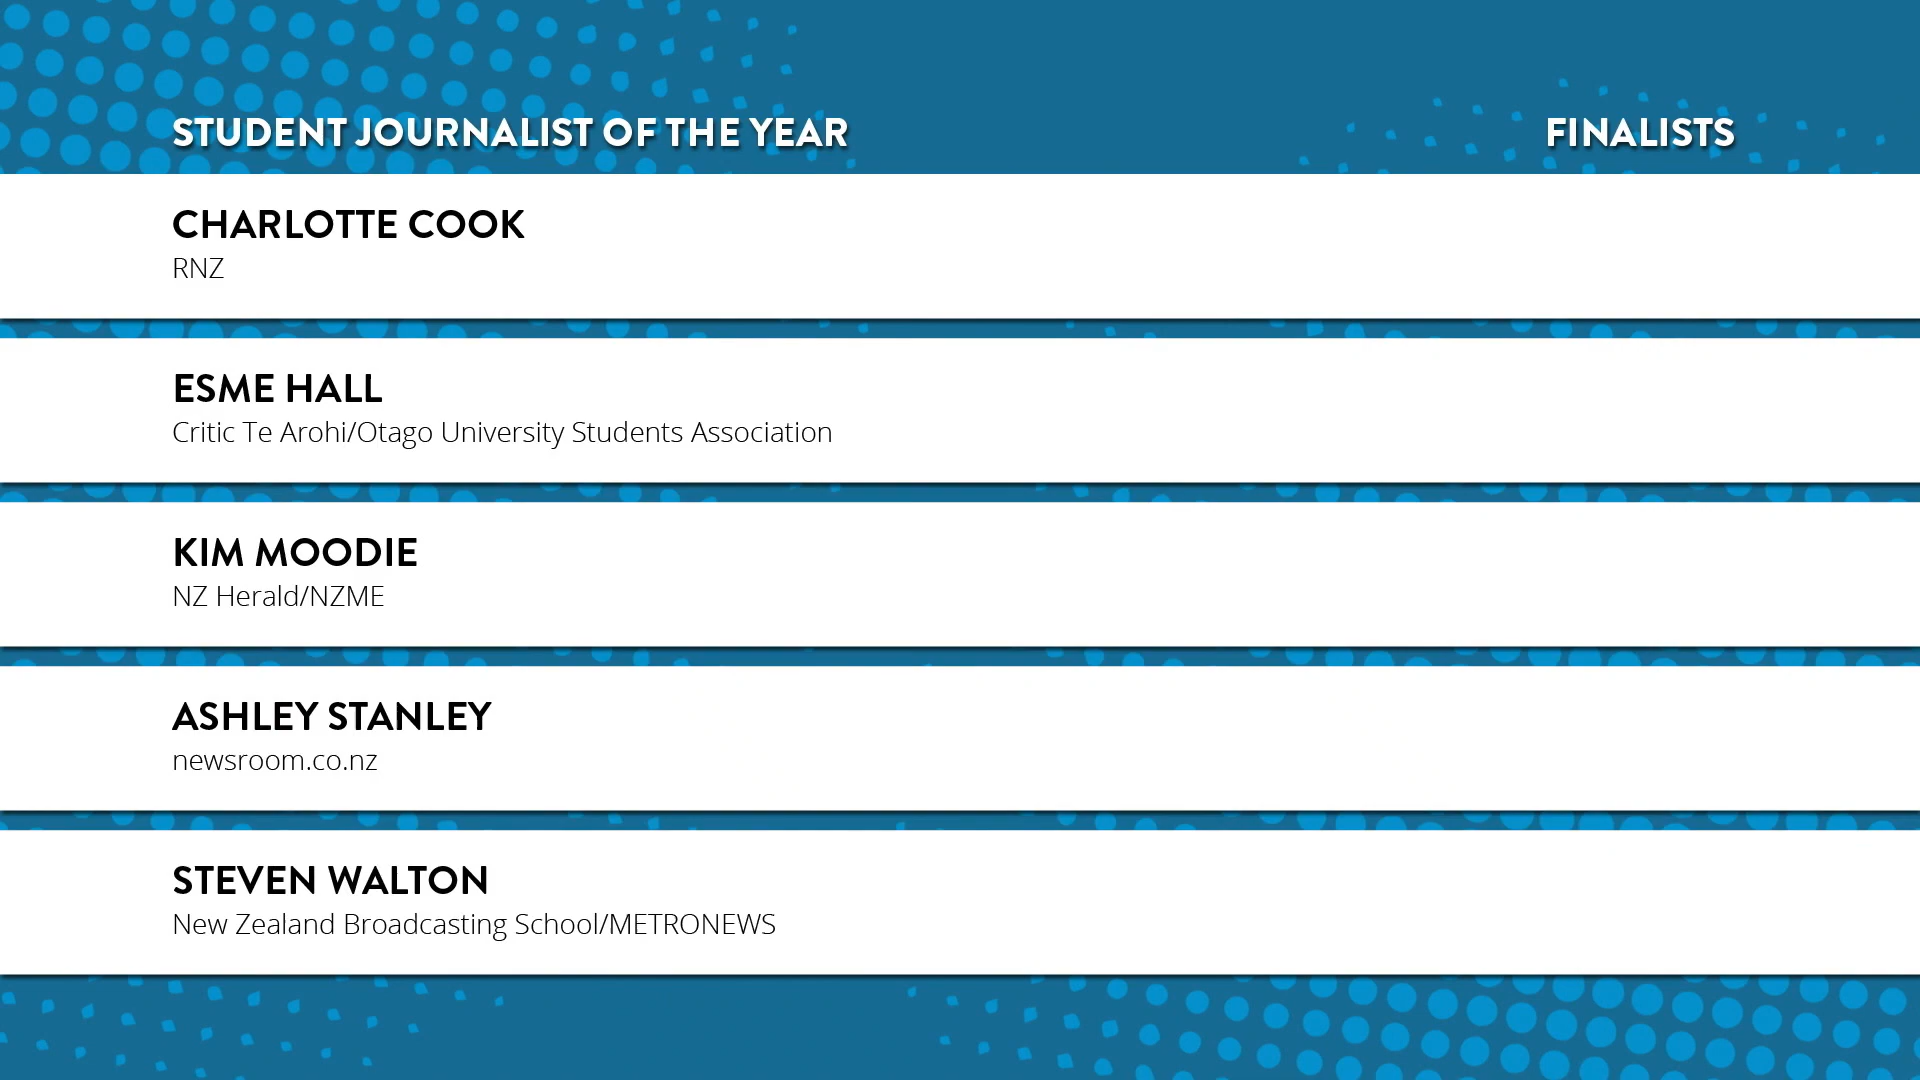 STUDENT JOURNALIST OF THE YEAR
FINALISTS
CHARLOTTE COOK
RNZ
ESME HALL
Critic Te Arohi/Otago University Students Association
KIM MOODIE
NZ Herald/NZME
ASHLEY STANLEY
newsroom.co.nz
STEVEN WALTON
New Zealand Broadcasting School/METRONEWS